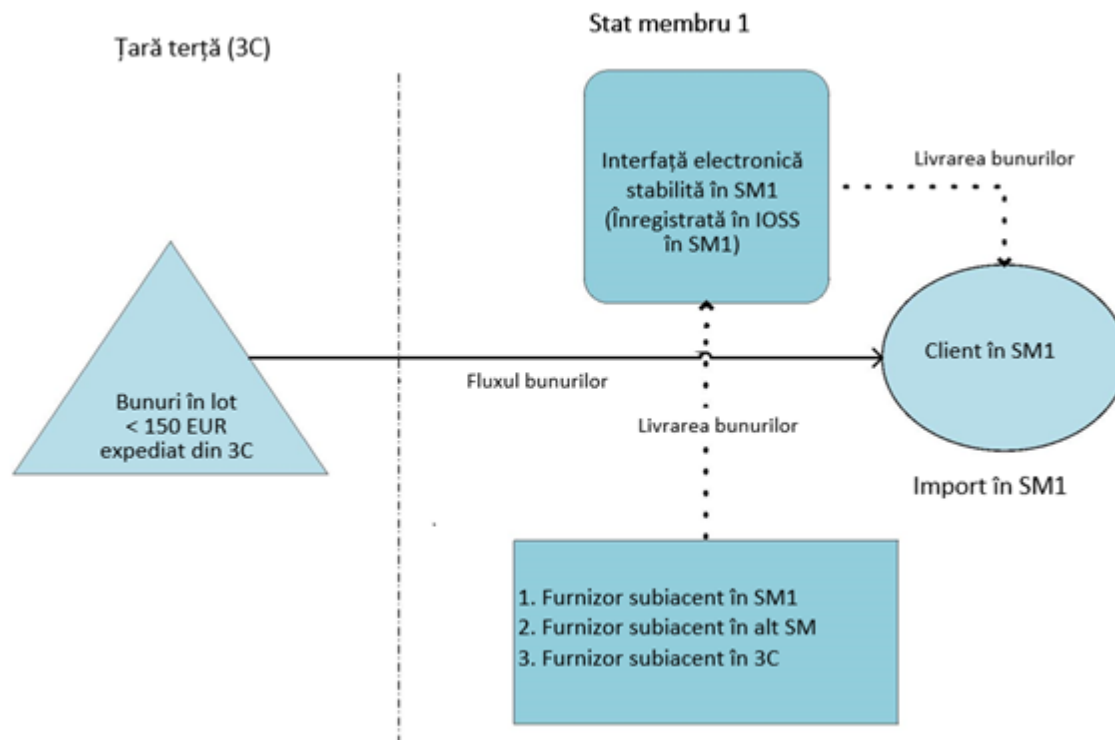 Țară terță (3C)
Stat membru 1
Interfață electronică
stabilită în SM1
(Înregistrată în IOSS
în SM1)
Livrarea bunurilor
Client în SM1
Fluxul bunurilor
Bunuri în lot
< 150 EUR
expediat din 3C
Livrarea bunurilor
Import în SM1
1. Furnizor subiacent în SM1
2. Furnizor subiacent în alt SM
3. Furnizor subiacent în 3C